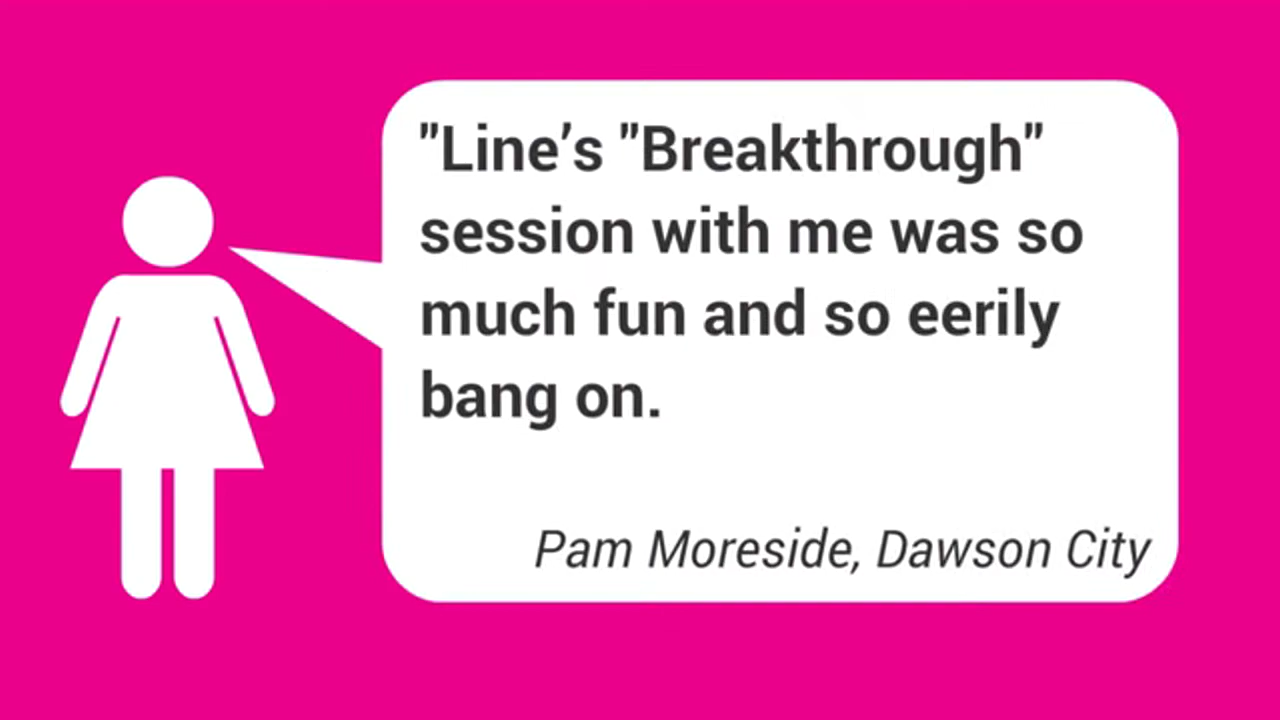 "Line’s "Breakthrough"
session with me was so
much fun and so eerily
bang on.
Pam Moreside, Dawson City